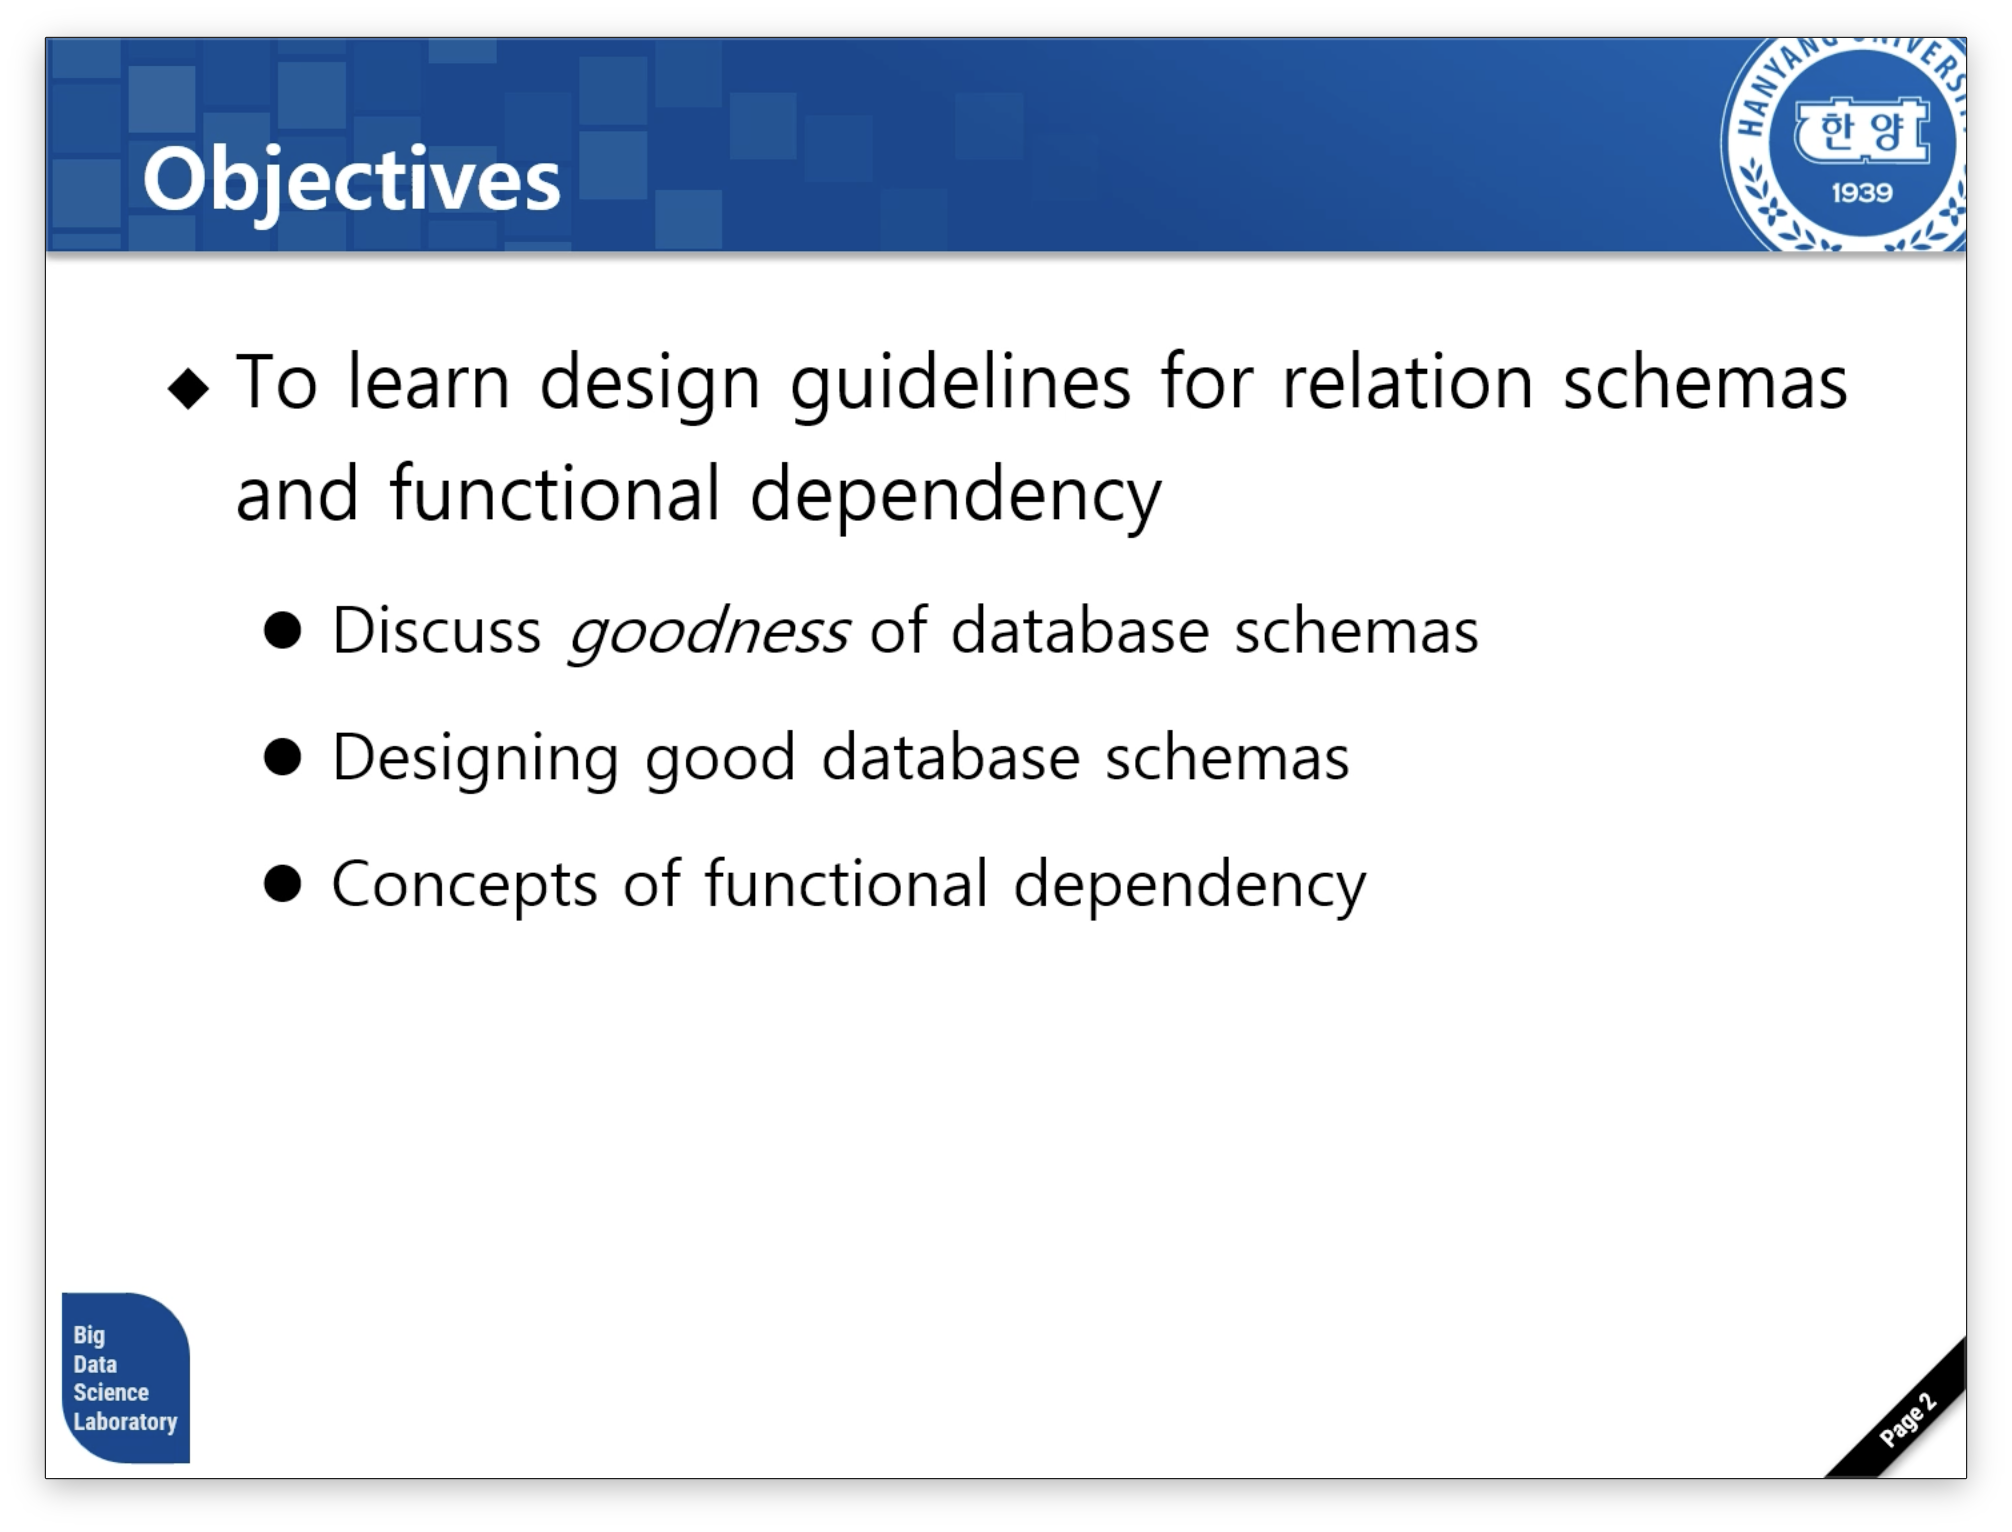 Objectives
HANYANG UNIVERSITY
한양
1939
◆ To learn design guidelines for relation schemas
and functional dependency
● Discuss goodness of database schemas
● Designing good database schemas
● Concepts of functional dependency
Big
Data
Science
Laboratory
Page 2